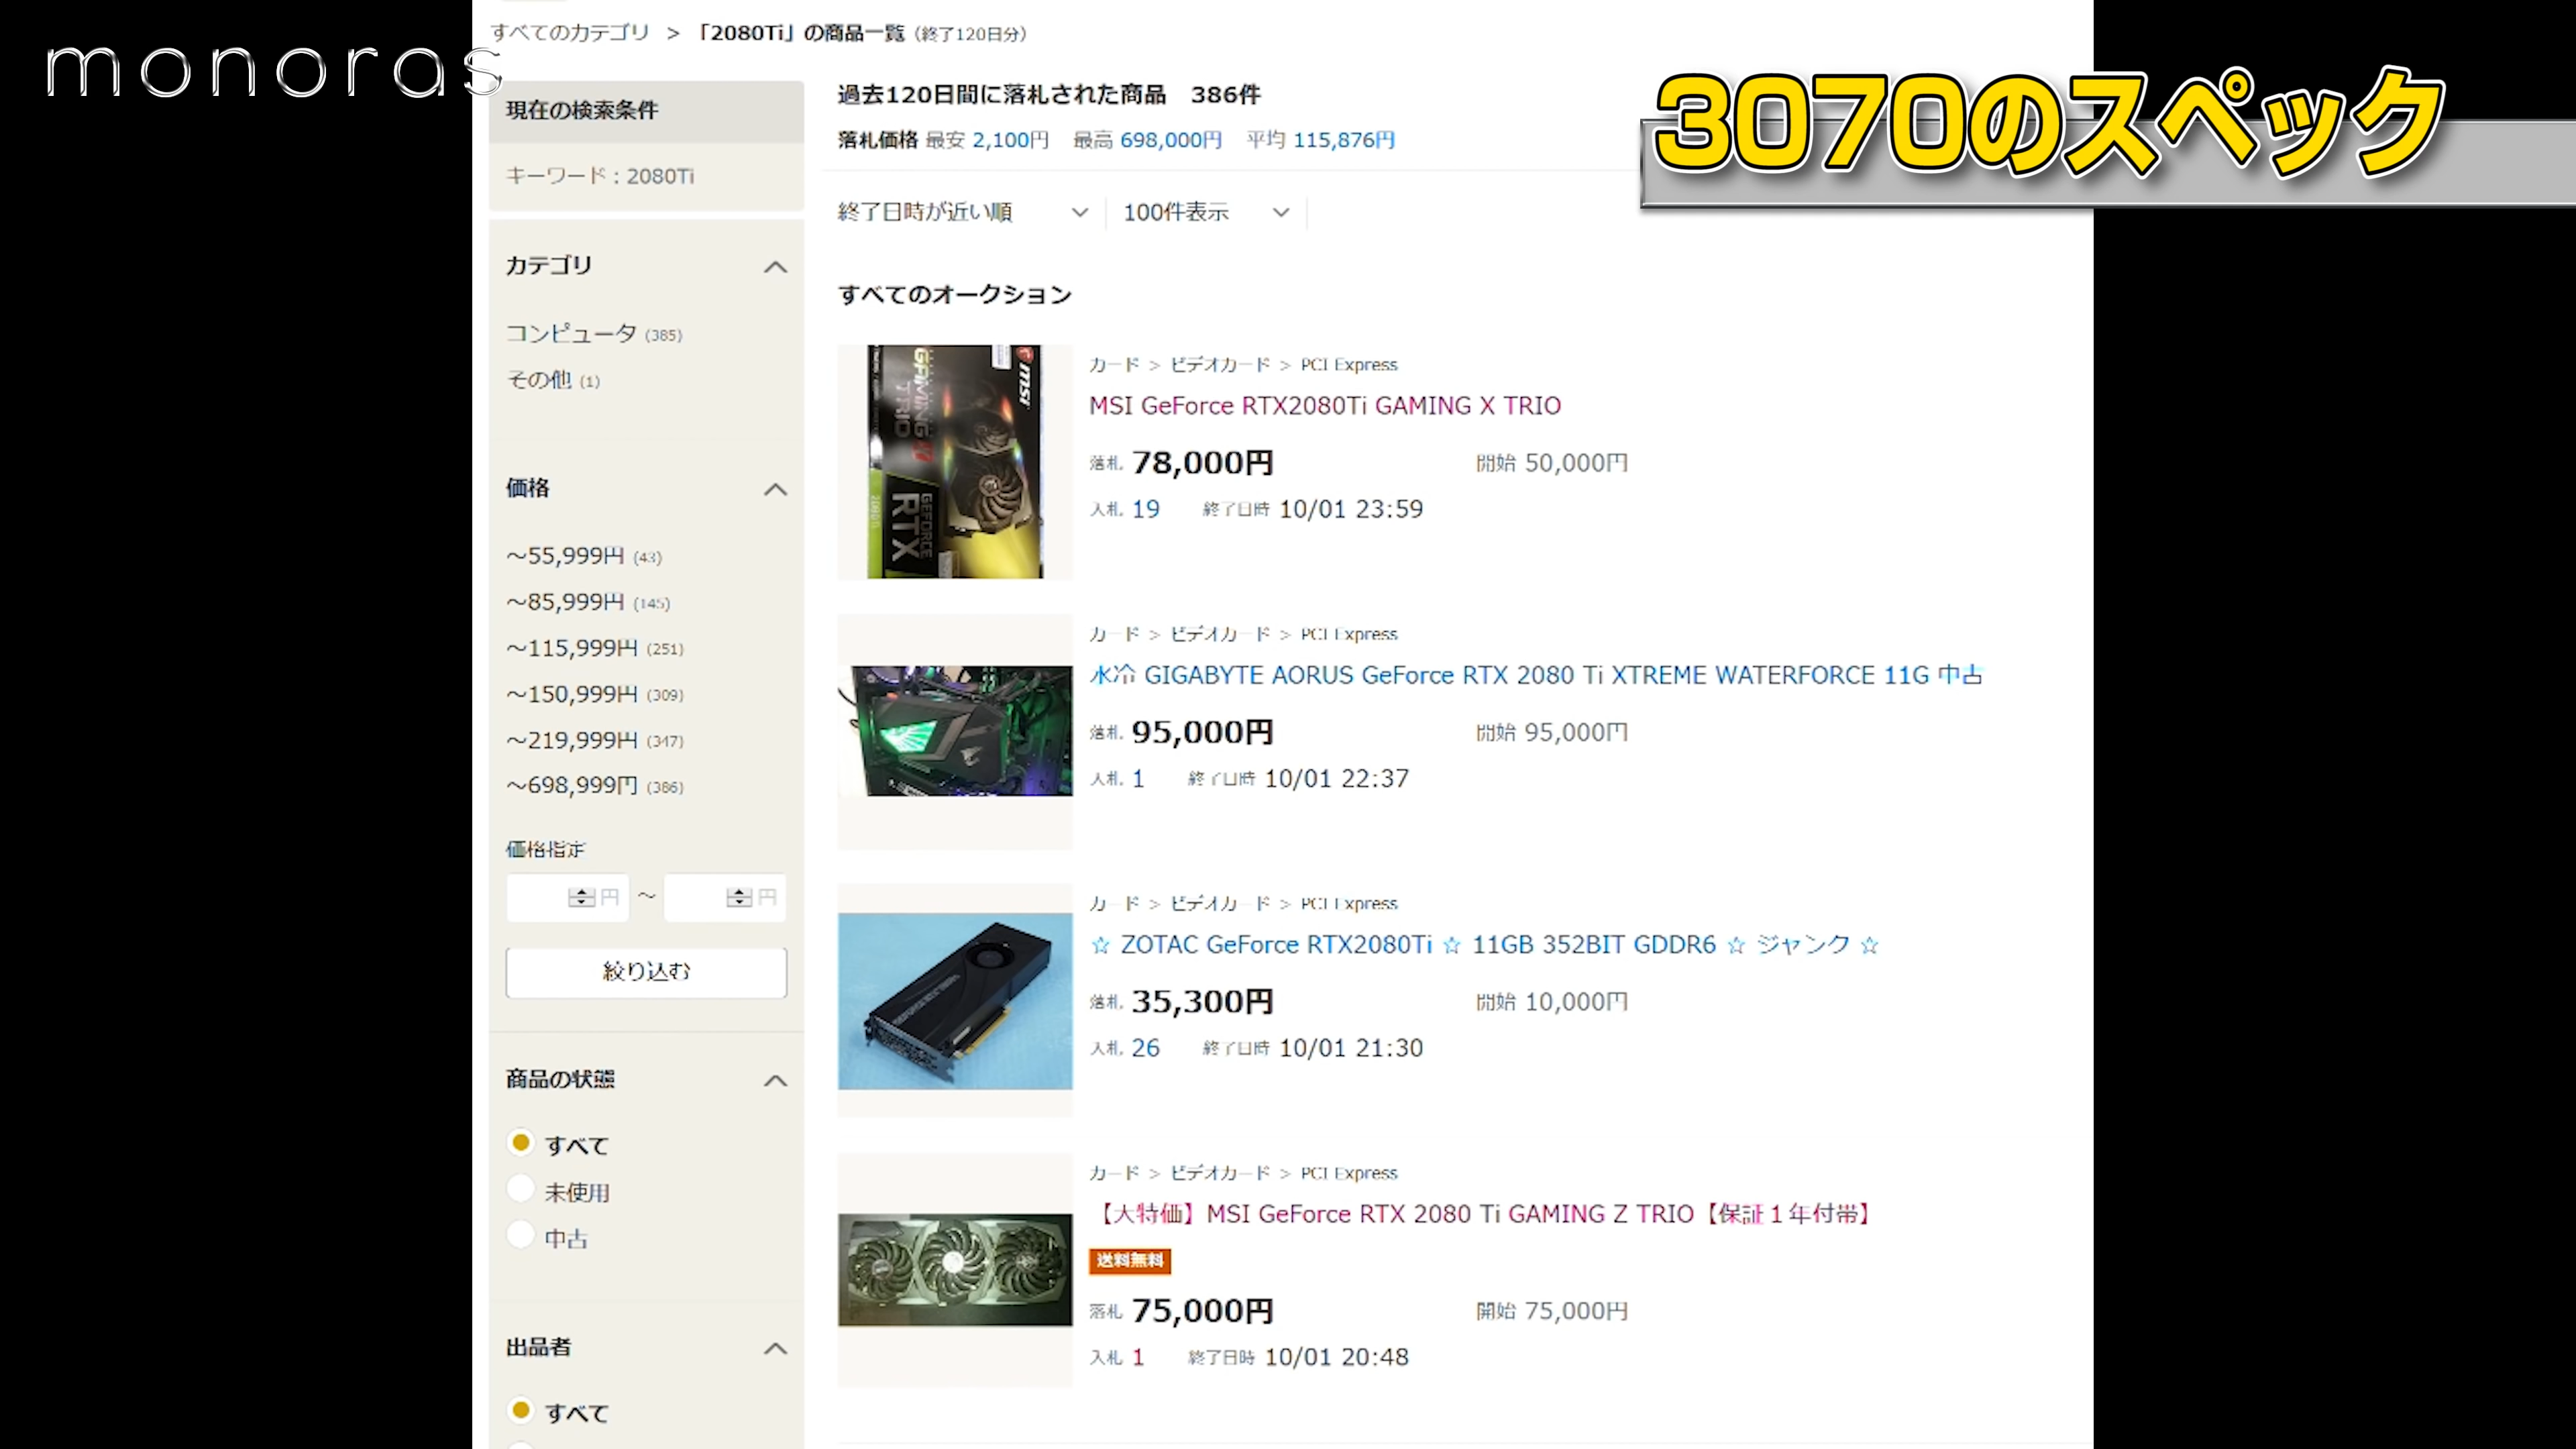 monoras
3070のスペック
すべてのカテゴリ > 「2080Ti」の商品一覧 (終了120日分)
現在の検索条件
キーワード：2080Ti
カテゴリ
コンピュータ (385)
その他 (1)
価格
～55,999円 (43)
～85,999円 (145)
～115,999円 (251)
～150,999円 (309)
～219,999円 (347)
～698,999円 (386)
価格指定
円 ～ 円
絞り込む
商品の状態
すべて
未使用
中古
出品者
すべて
過去120日間に落札された商品 386件
落札価格 最安 2,100円 最高 698,000円 平均 115,876円
終了日時が近い順 100件表示
すべてのオークション
msi
GAMING
TRIO
GEFORCE
RTX
2080Ti
カード > ビデオカード > PCI Express
MSI GeForce RTX2080Ti GAMING X TRIO
落札 78,000円 開始 50,000円
入札 19 終了日時 10/01 23:59
カード > ビデオカード > PCI Express
水冷 GIGABYTE AORUS GeForce RTX 2080 Ti XTREME WATERFORCE 11G 中古
落札 95,000円 開始 95,000円
入札 1 終了日時 10/01 22:37
カード > ビデオカード > PCI Express
☆ ZOTAC GeForce RTX2080Ti ☆ 11GB 352BIT GDDR6 ☆ ジャンク ☆
落札 35,300円 開始 10,000円
入札 26 終了日時 10/01 21:30
カード > ビデオカード > PCI Express
【大特価】MSI GeForce RTX 2080 Ti GAMING Z TRIO【保証１年付帯】
送料無料
落札 75,000円 開始 75,000円
入札 1 終了日時 10/01 20:48